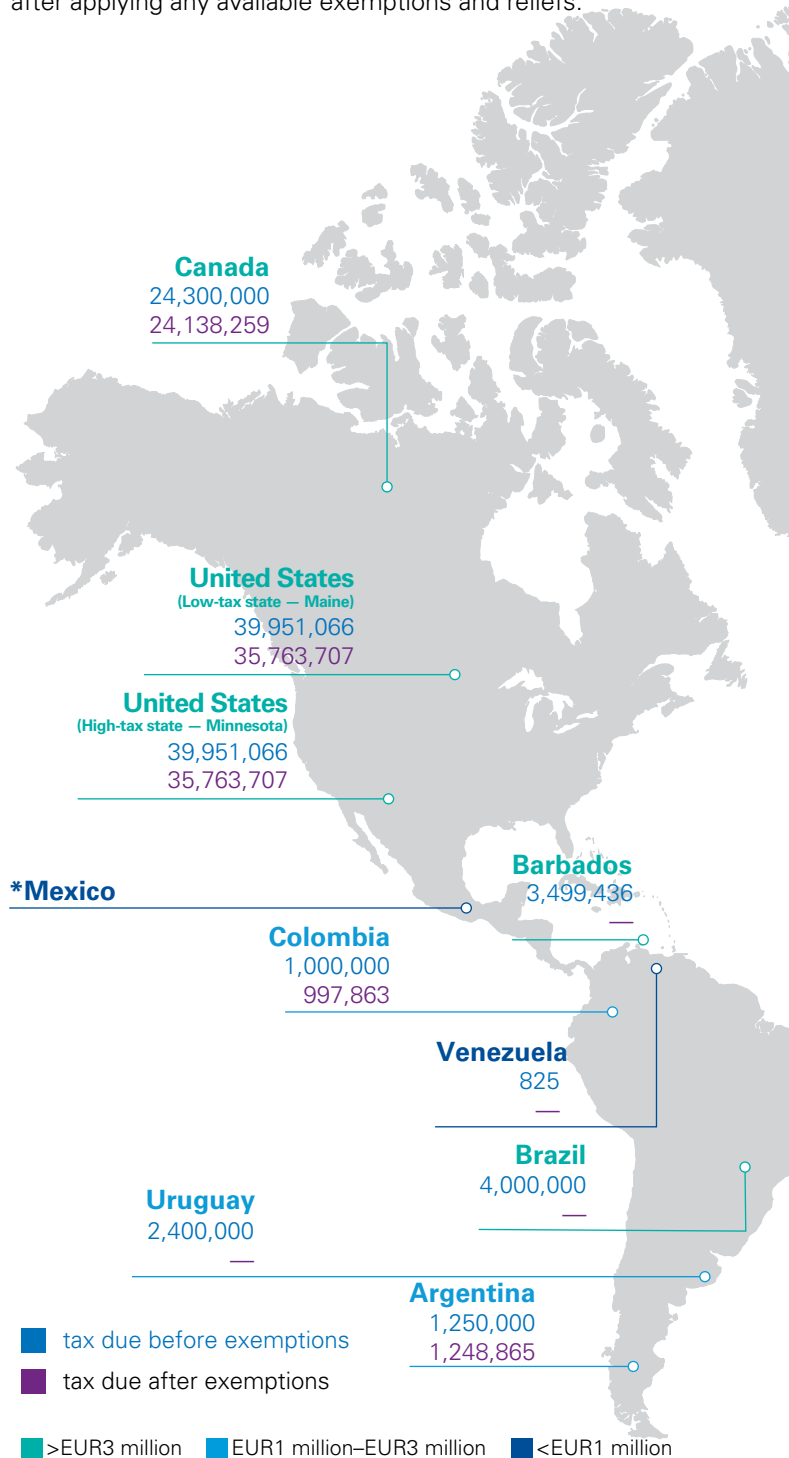 after applying any available exemptions and reliefs.
Canada
24,300,000
24,138,259
United States
(Low-tax state — Maine)
39,951,066
35,763,707
United States
(High-tax state — Minnesota)
39,951,066
35,763,707
Barbados
3,499,436
—
*Mexico
Colombia
1,000,000
997,863
Venezuela
825
—
Brazil
4,000,000
—
Uruguay
2,400,000
—
Argentina
1,250,000
1,248,865
tax due before exemptions
tax due after exemptions
>EUR3 million EUR1 million–EUR3 million <EUR1 million